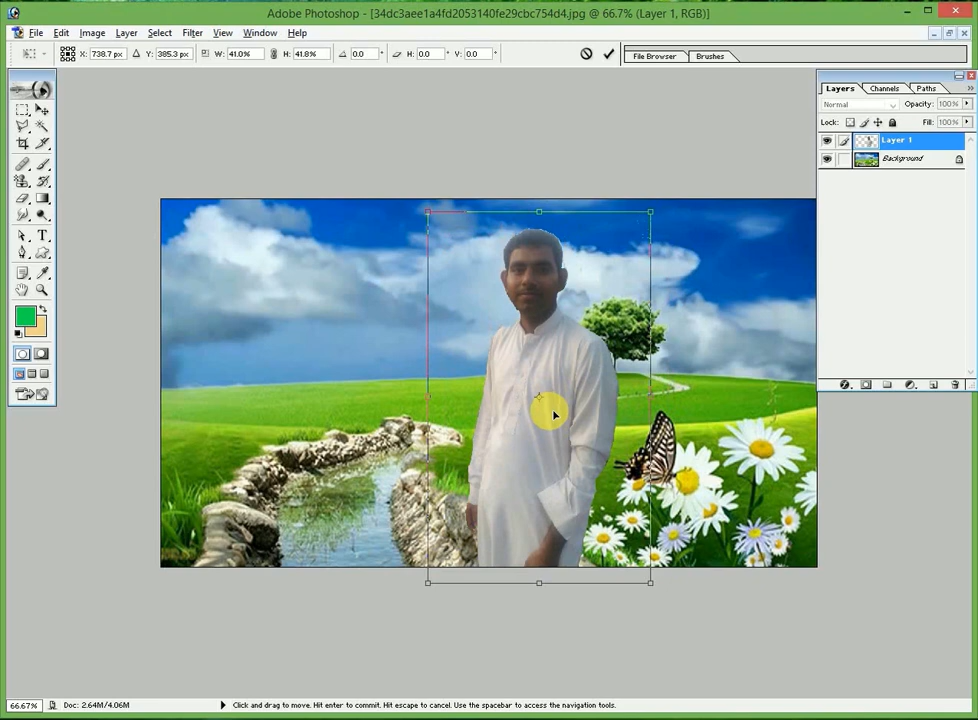 Adobe Photoshop - [34dc3aee1a4fd2053140fe29cbc754d4.jpg @ 66.7% (Layer 1, RGB)]
File Edit Image Layer Select Filter View Window Help
X: 738.7 px Y: 385.3 px W: 41.0% H: 41.8% 0.0 ° H: 0.0 ° V: 0.0 ° File Browser Brushes
Layers Channels Paths
Normal Opacity: 100%
Lock: Fill: 100%
Layer 1
Background
66.67% Doc: 2.64M/4.06M Click and drag to move. Hit enter to commit. Hit escape to cancel. Use the spacebar to access the navigation tools.